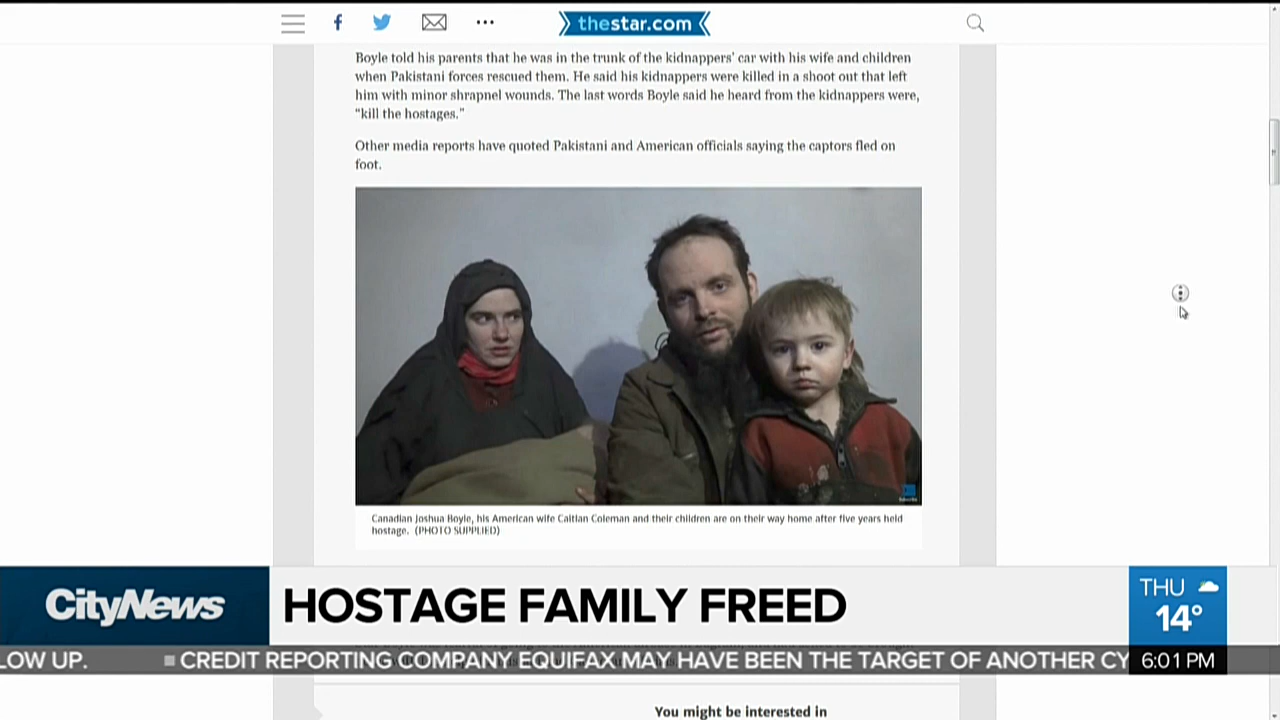 thestar.com
Boyle told his parents that he was in the trunk of the kidnappers' car with his wife and children
when Pakistani forces rescued them. He said his kidnappers were killed in a shoot out that left
him with minor shrapnel wounds. The last words Boyle said he heard from the kidnappers were,
“kill the hostages.”
Other media reports have quoted Pakistani and American officials saying the captors fled on
foot.
Canadian Joshua Boyle, his American wife Caitlan Coleman and their children are on their way home after five years held
hostage. (PHOTO SUPPLIED)
CityNews
HOSTAGE FAMILY FREED
THU
14°
LOW UP. ■ CREDIT REPORTING COMPANY EQUIFAX MAY HAVE BEEN THE TARGET OF ANOTHER CY
6:01 PM
You might be interested in